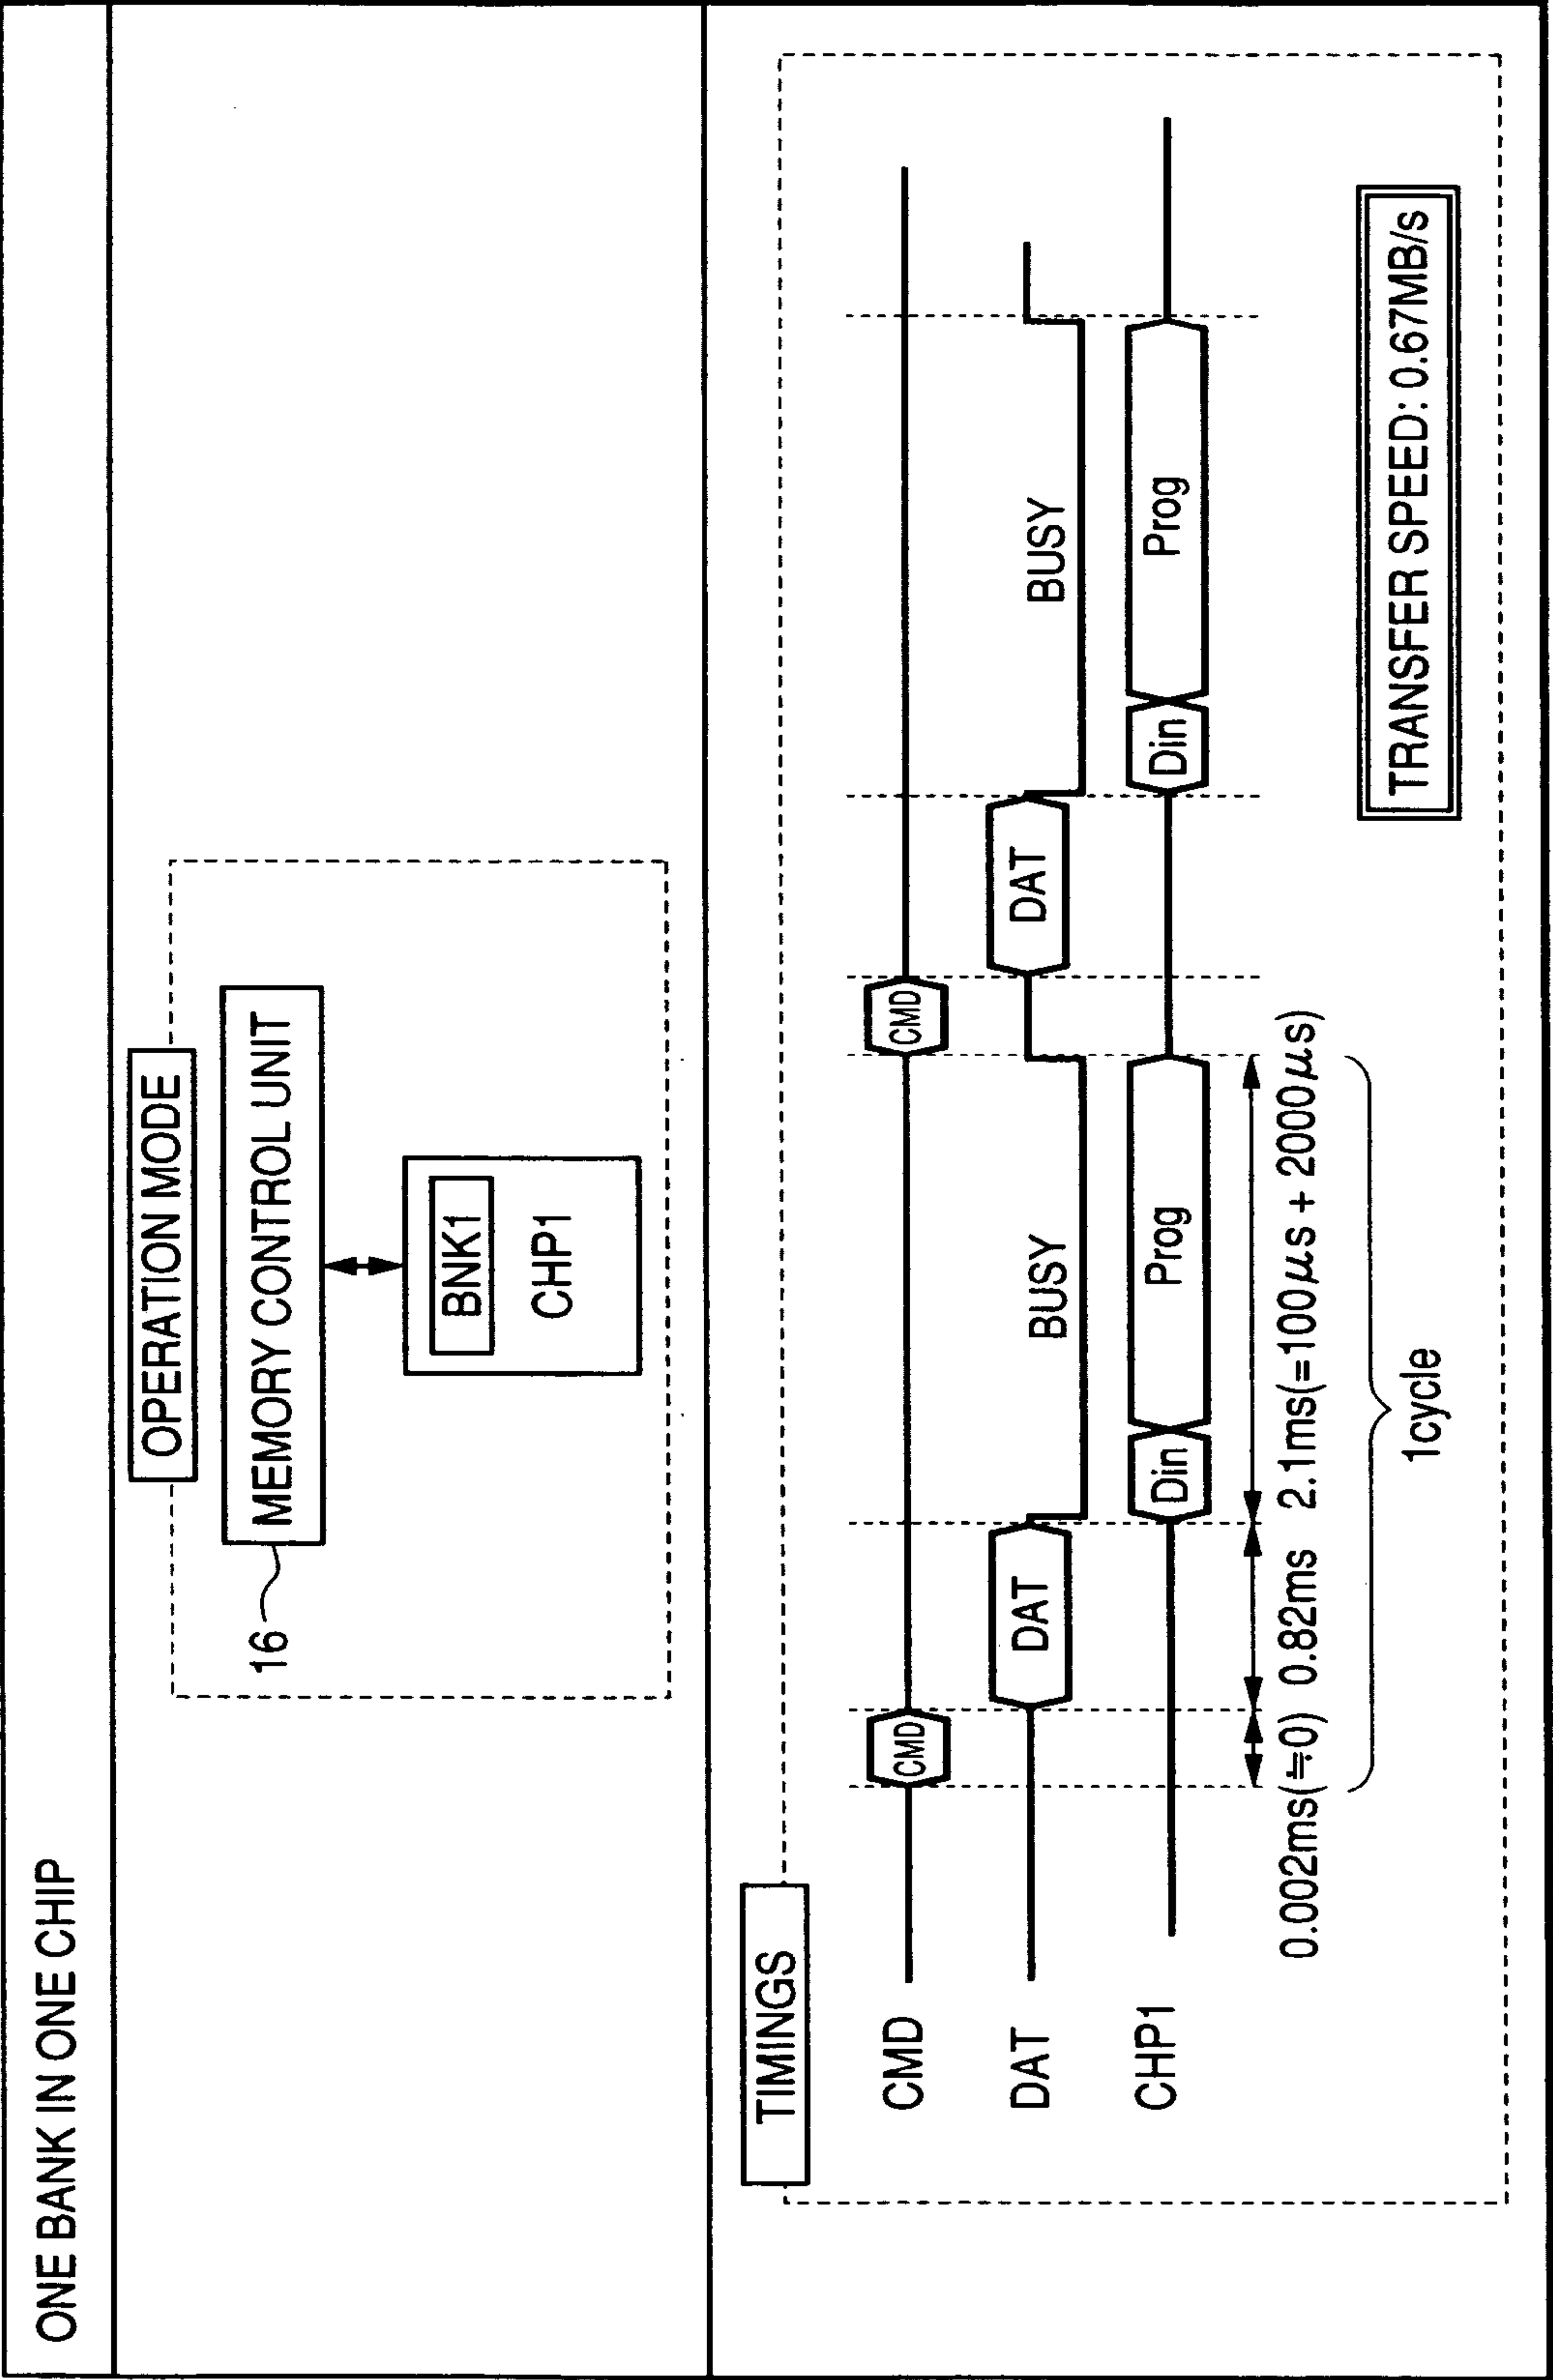 ONE BANK IN ONE CHIP
OPERATION MODE
16
MEMORY CONTROL UNIT
BNK1
CHP1
TIMINGS
CMD
CMD
CMD
DAT
DAT
BUSY
DAT
BUSY
CHP1
Din
Prog
Din
Prog
0.002ms(≒0) 0.82ms 2.1ms(=100μs + 2000μs)
1cycle
TRANSFER SPEED: 0.67MB/s